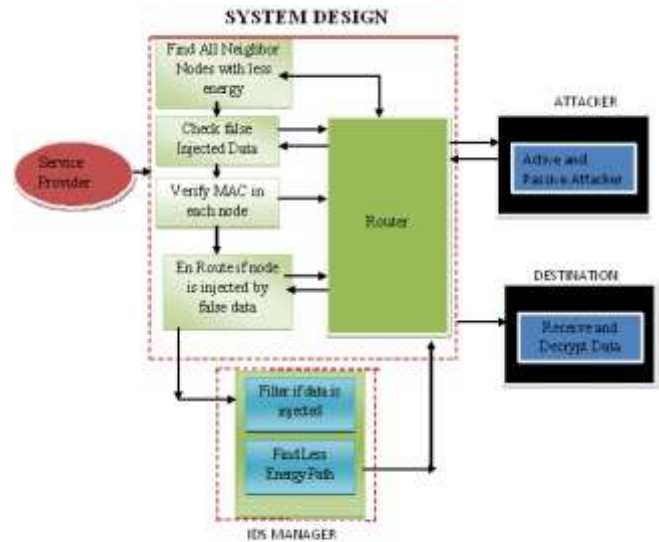 SYSTEM DESIGN
Find All Neighbor
Nodes with less
energy
Check false
Injected Data
Verify MAC in
each node
En Route if node
is injected by
false data
Service
Provider
Router
ATTACKER
Active and
Passive Attacker
DESTINATION
Receive and
Decrypt Data
Filter if data is
injected
Find Less
Energy Path
IDS MANAGER